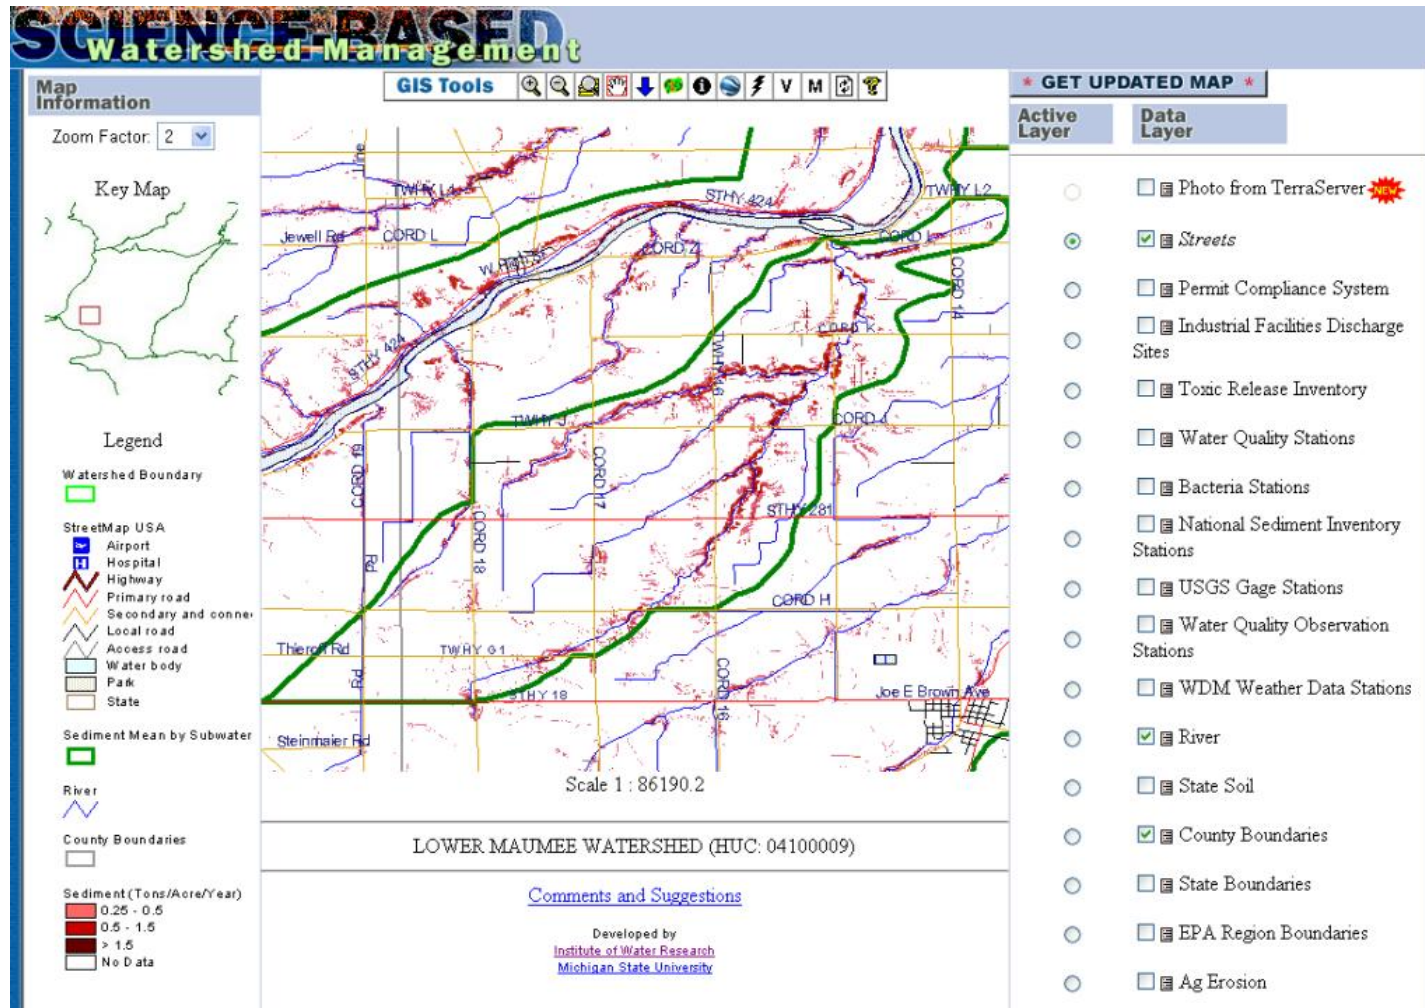 SCIENCE-BASED
Watershed Management
Map
Information
Zoom Factor: 2
Key Map
Legend
Watershed Boundary
StreetMap USA
Airport
H Hospital
Highway
Primary road
Secondary and conne
Local road
Access road
Water body
Park
State
Sediment Mean by Subwater
River
County Boundaries
Sediment (Tons/Acre/Year)
0.25 - 0.5
0.5 - 1.5
> 1.5
No Data
GIS Tools
V M
Line
TWHY L1
STHY 424
TWHY L2
Jewell Rd
CORD L
CORD Z
CORD 14
CORD K
STHY 424
TWHY 16
TWHY J
CORD J
CORD 19
CORD 17
STHY 281
CORD 18
Rd
CORD H
Thieroff Rd
TWHY G1
Rd
STHY 18
CORD 16
Joe E Brown Ave
Steinmaier Rd
Scale 1 : 86190.2
LOWER MAUMEE WATERSHED (HUC: 04100009)
Comments and Suggestions
Developed by
Institute of Water Research
Michigan State University
* GET UPDATED MAP *
Active
Layer
Data
Layer
Photo from TerraServer NEW
Streets
Permit Compliance System
Industrial Facilities Discharge
Sites
Toxic Release Inventory
Water Quality Stations
Bacteria Stations
National Sediment Inventory
Stations
USGS Gage Stations
Water Quality Observation
Stations
WDM Weather Data Stations
River
State Soil
County Boundaries
State Boundaries
EPA Region Boundaries
Ag Erosion